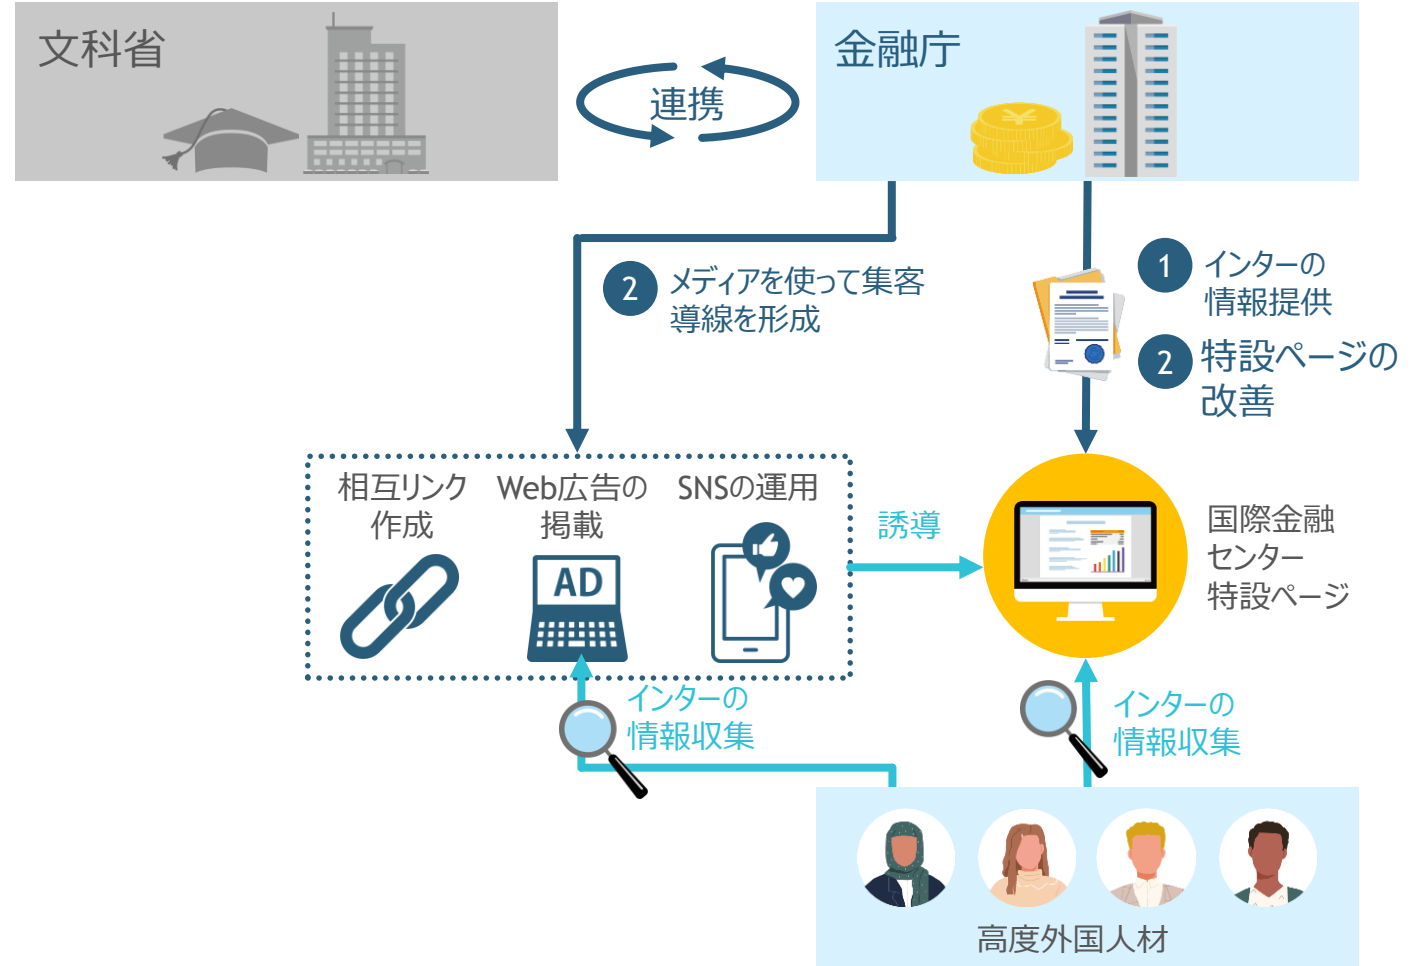 文科省
金融庁
連携
2
メディアを使って集客
導線を形成
1
インターの
情報提供
2
特設ページの
改善
相互リンク
作成
Web広告の
掲載
SNSの運用
AD
誘導
国際金融
センター
特設ページ
インターの
情報収集
インターの
情報収集
高度外国人材